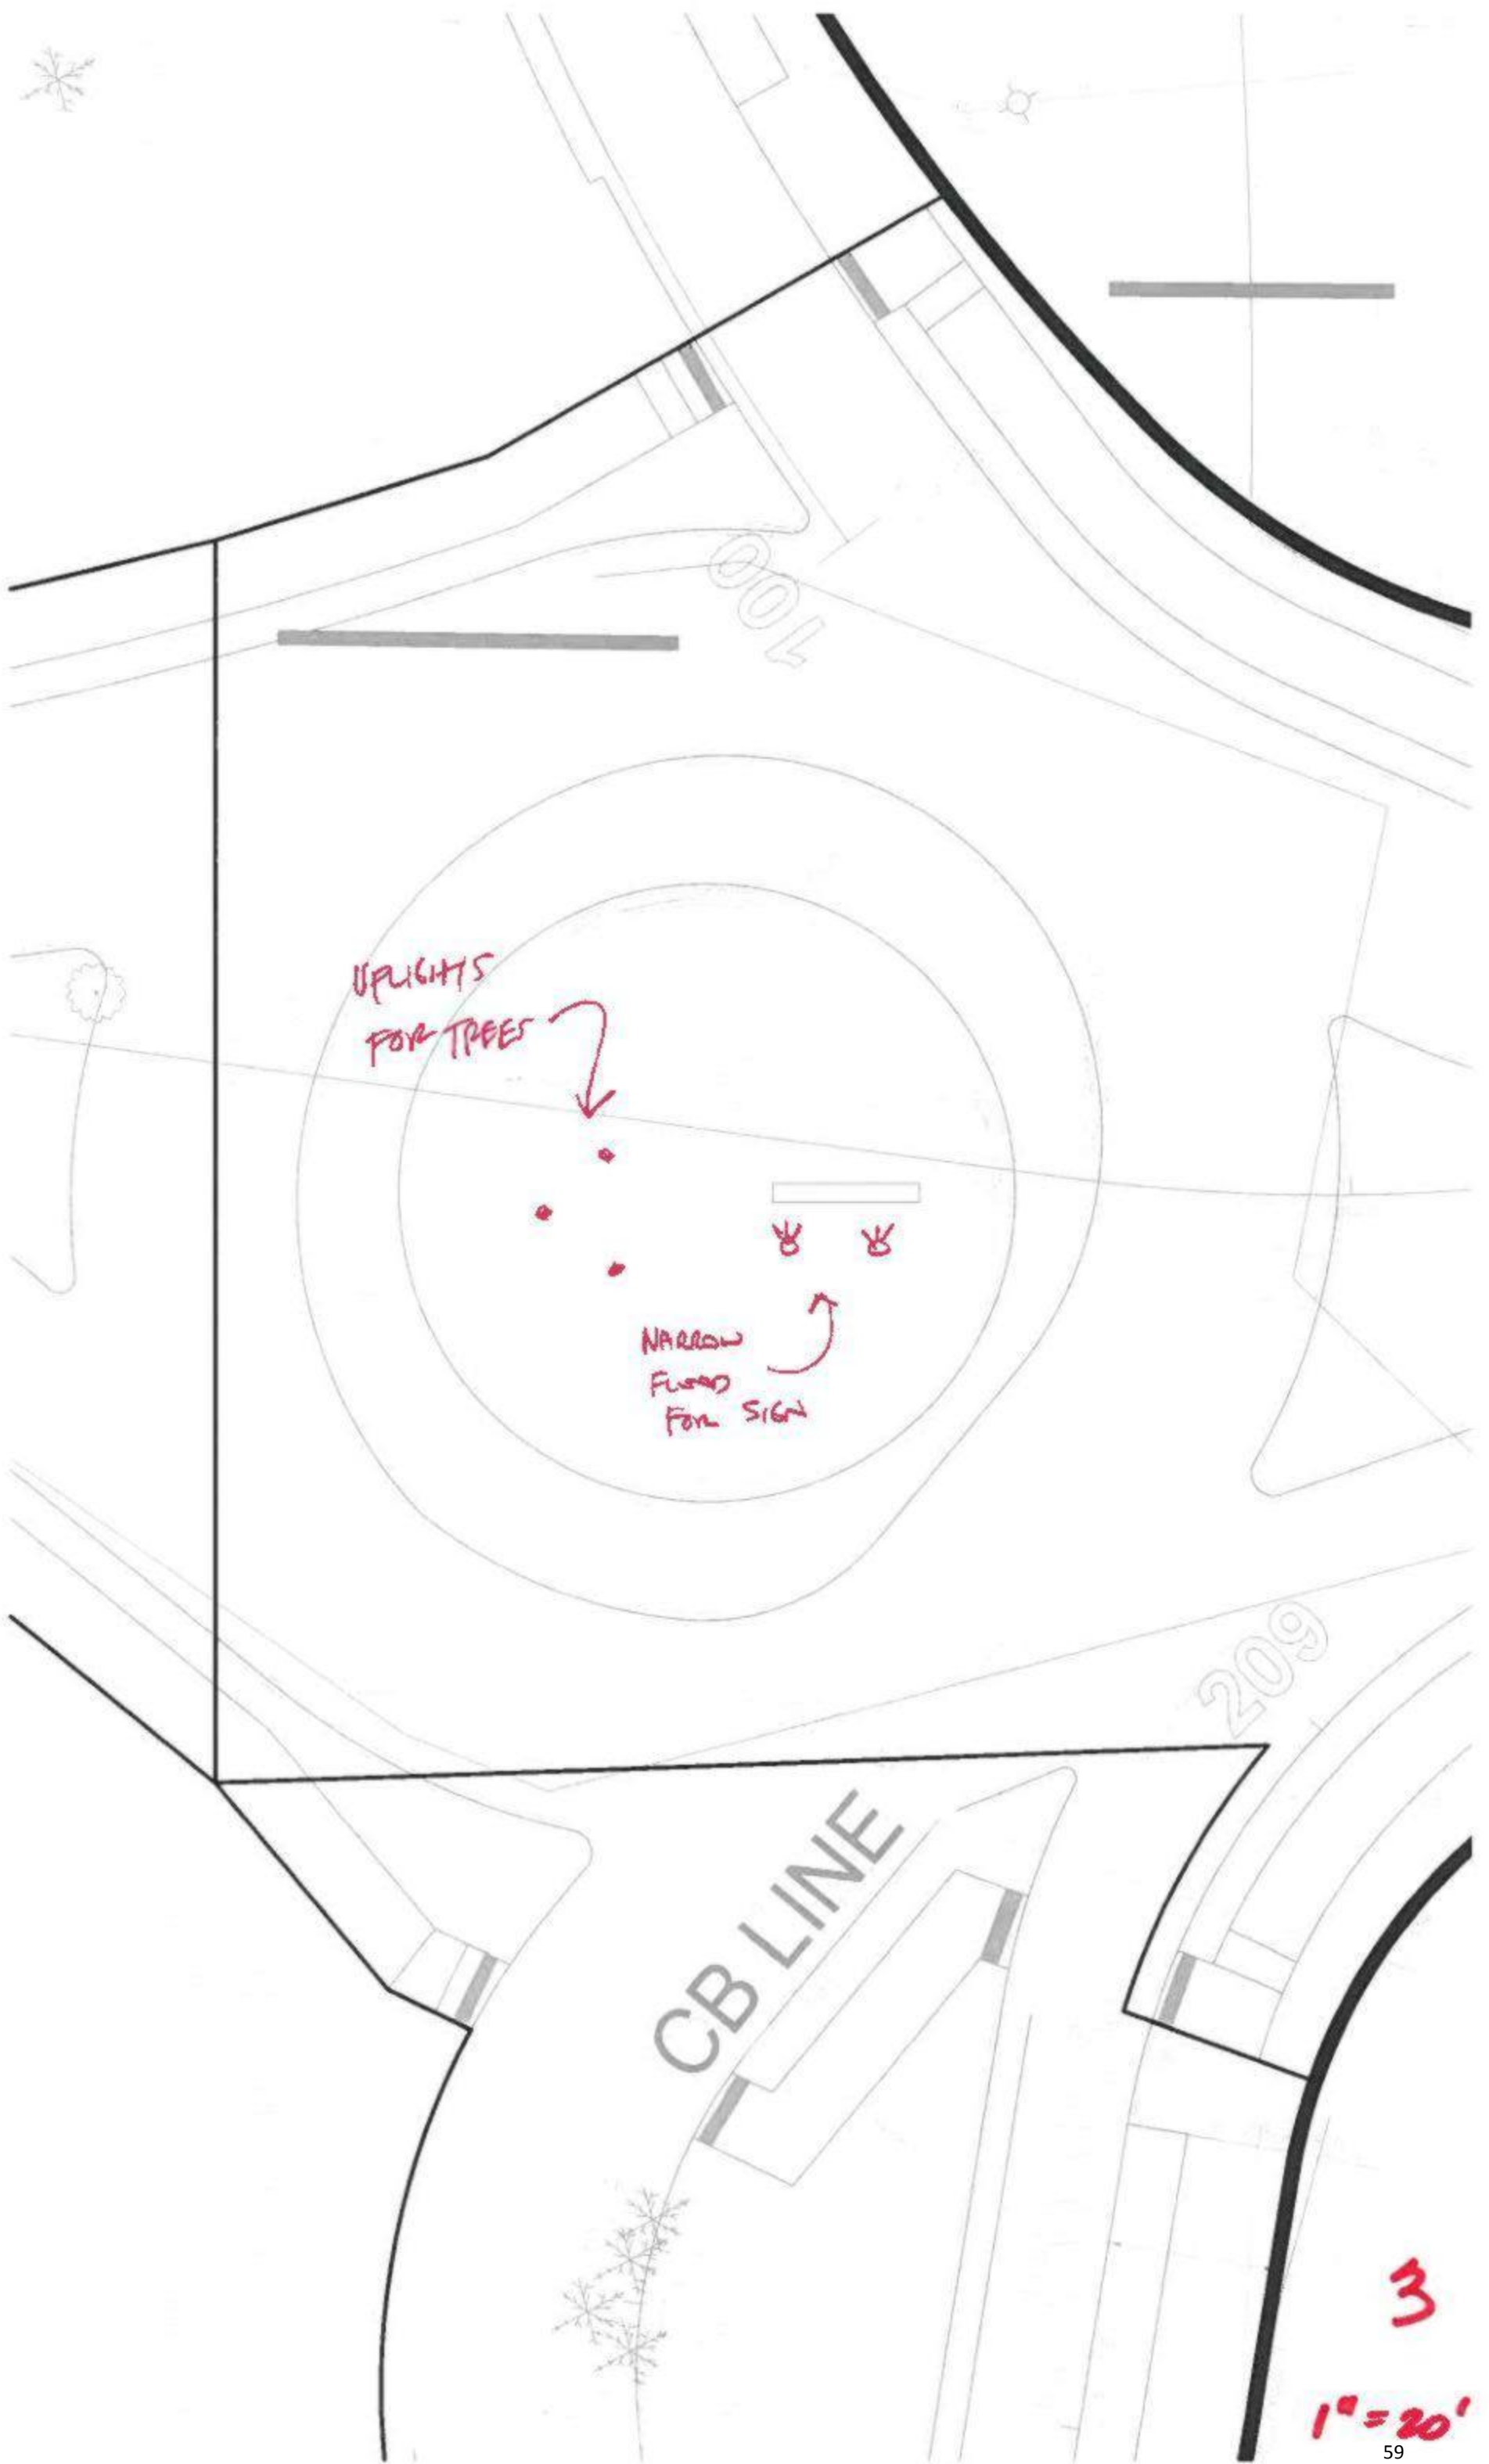 100
UPLIGHTS
FOR TREES
NARROW
FLOOD
FOR SIGN
209
CB LINE
3
1" = 20'
59